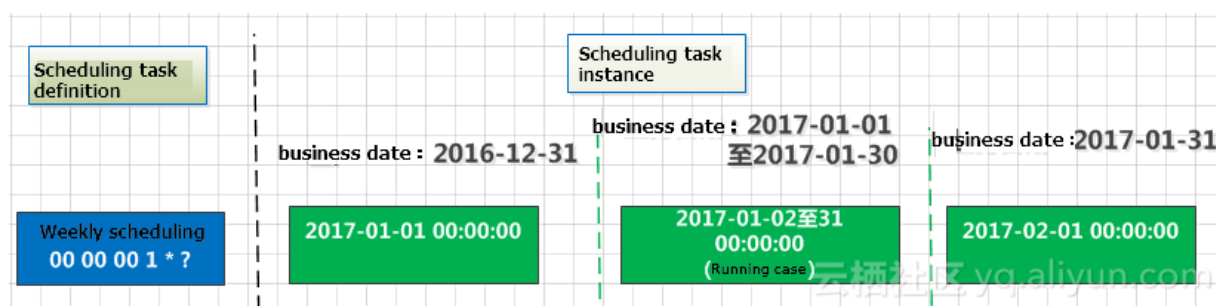 Scheduling task
definition
Scheduling task
instance
business date：2016-12-31
business date：2017-01-01
至2017-01-30
business date：2017-01-31
Weekly scheduling
00 00 00 1 * ?
2017-01-01 00:00:00
2017-01-02至31
00:00:00
(Running case)
2017-02-01 00:00:00
云栖社区 yq.aliyun.com